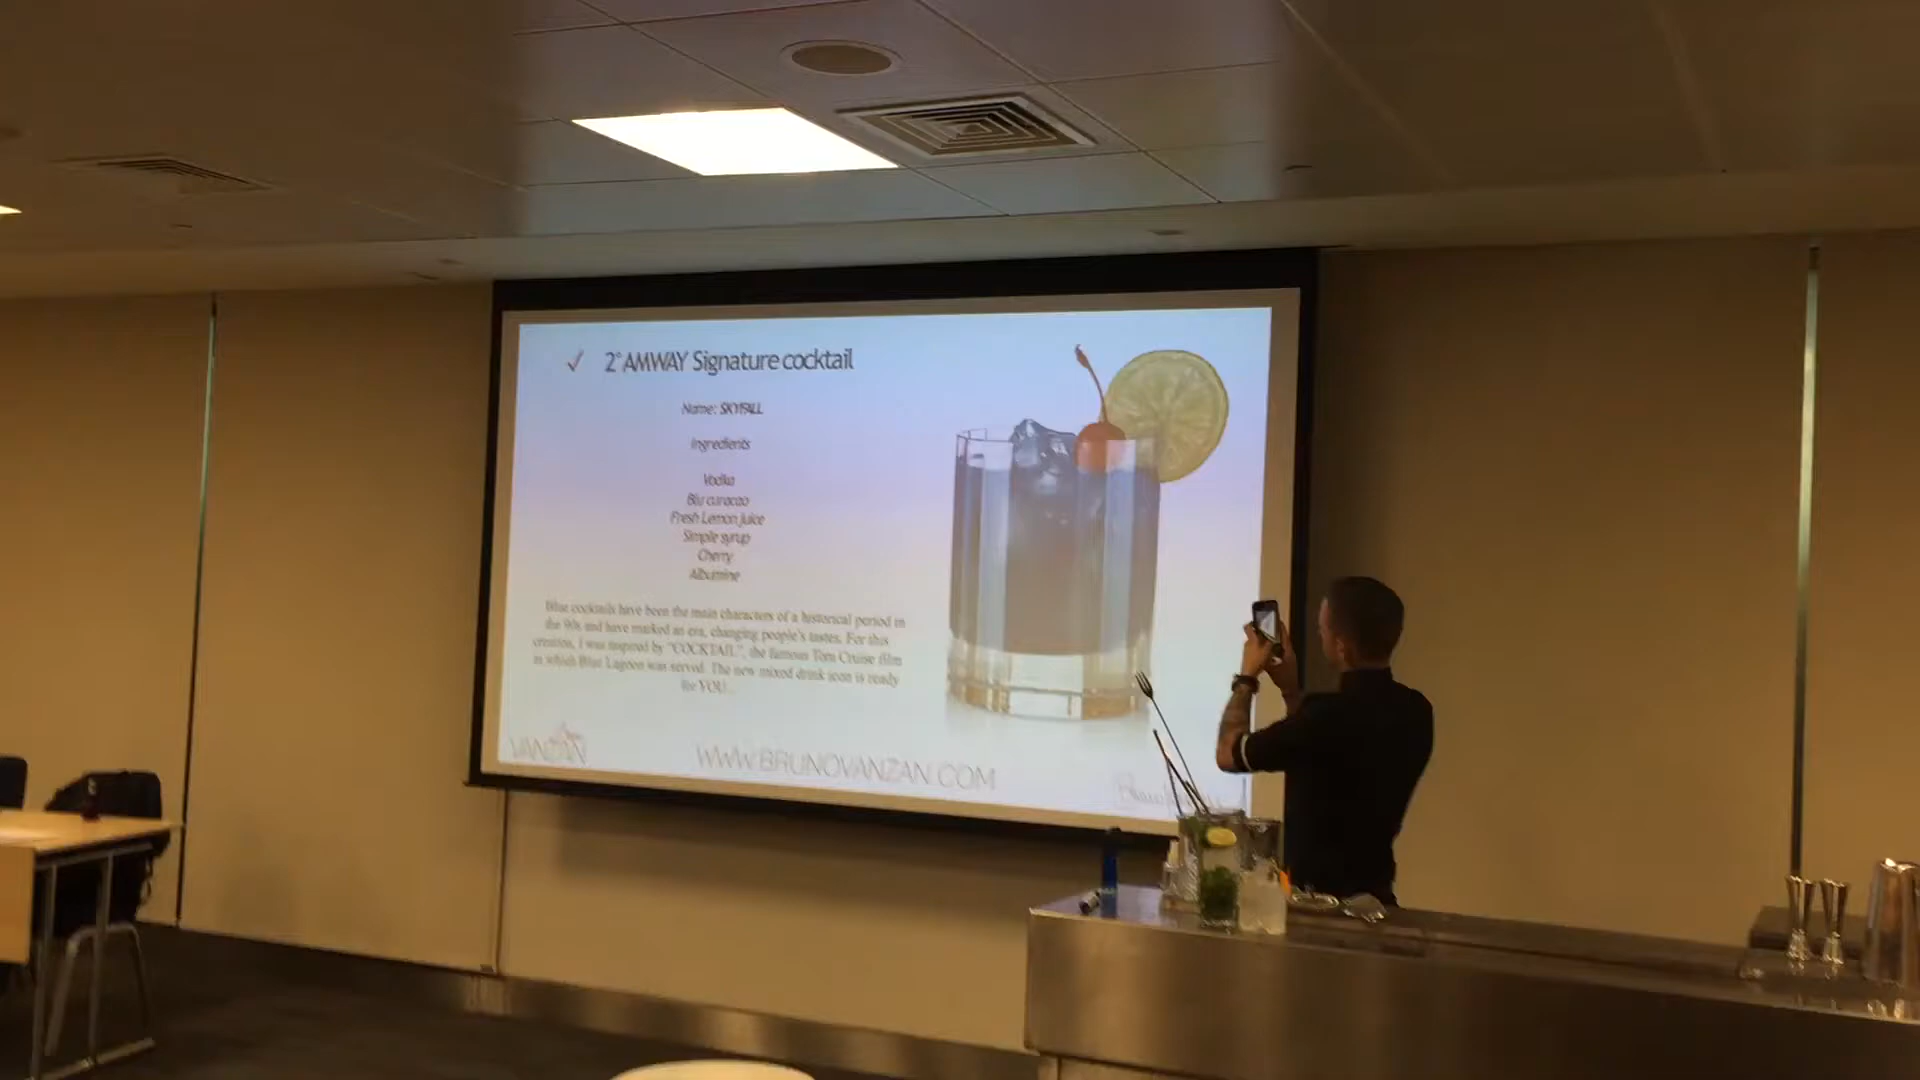 ✓ 2° AMWAY Signature cocktail
Name: SKYFALL
Ingredients
Vodka
Blu curacao
Fresh Lemon juice
Simple syrup
Cherry
Albumine
Blue cocktails have been the main characters of a historical period in
the 90s and have marked an era, changing people's tastes. For this
creation, I was inspired by "COCKTAIL", the famous Tom Cruise film
in which Blue Lagoon was served. The new mixed drink icon is ready
for YOU...
VANZAN
WWW.BRUNOVANZAN.COM